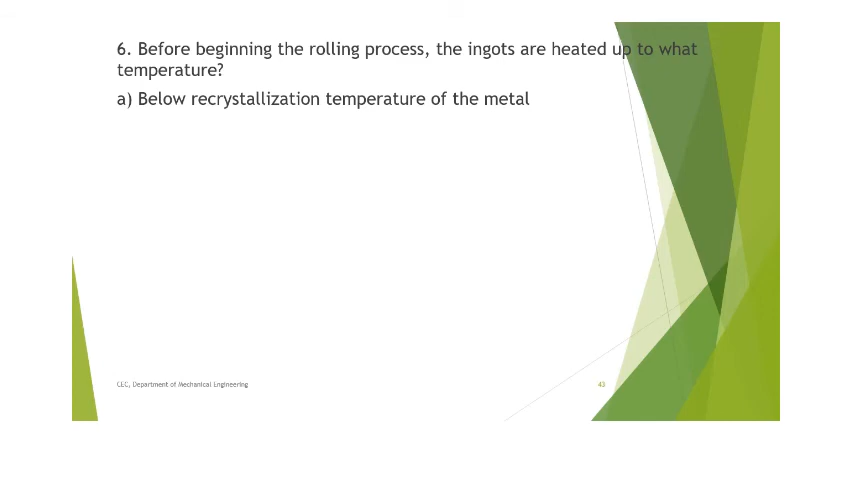 6. Before beginning the rolling process, the ingots are heated up to what
temperature?
a) Below recrystallization temperature of the metal
CEC, Department of Mechanical Engineering
43